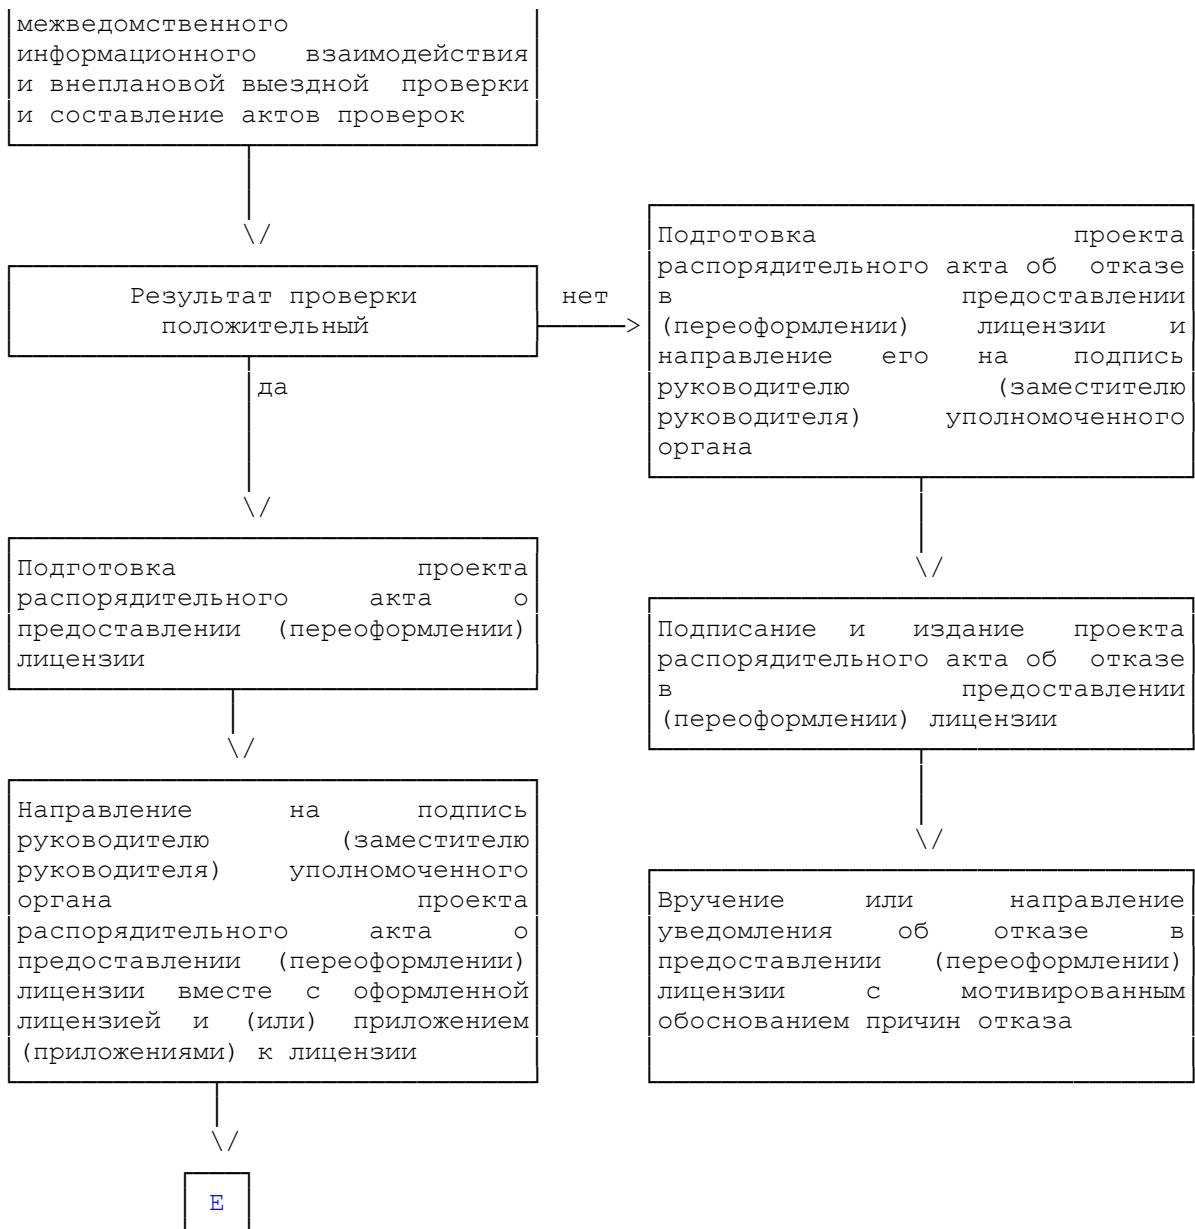 межведомственного
информационного взаимодействия
и внеплановой выездной проверки
и составление актов проверок
\/
Результат проверки
положительный
нет
>
да
\/
Подготовка проекта
распорядительного акта об отказе
в предоставлении
(переоформлении) лицензии и
направление его на подпись
руководителю (заместителю
руководителя) уполномоченного
органа
\/
Подготовка проекта
распорядительного акта о
предоставлении (переоформлении)
лицензии
\/
Подписание и издание проекта
распорядительного акта об отказе
в предоставлении
(переоформлении) лицензии
\/
Направление на подпись
руководителю (заместителю
руководителя) уполномоченного
органа проекта
распорядительного акта о
предоставлении (переоформлении)
лицензии вместе с оформленной
лицензией и (или) приложением
(приложениями) к лицензии
\/
Вручение или направление
уведомления об отказе в
предоставлении (переоформлении)
лицензии с мотивированным
обоснованием причин отказа
Е